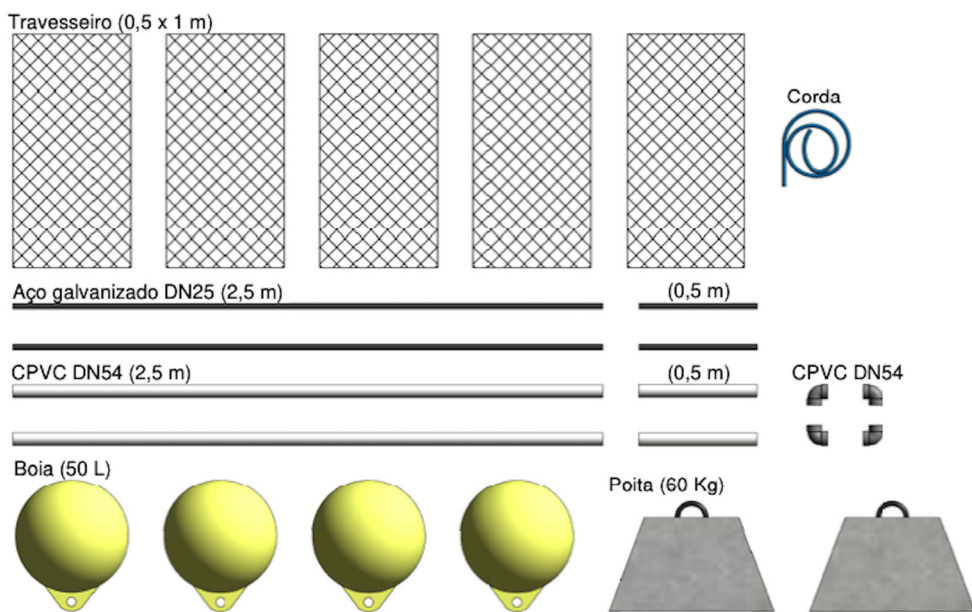 Travesseiro (0,5 x 1 m)
Corda
Aço galvanizado DN25 (2,5 m)
(0,5 m)
CPVC DN54 (2,5 m)
(0,5 m)
CPVC DN54
Boia (50 L)
Poita (60 Kg)